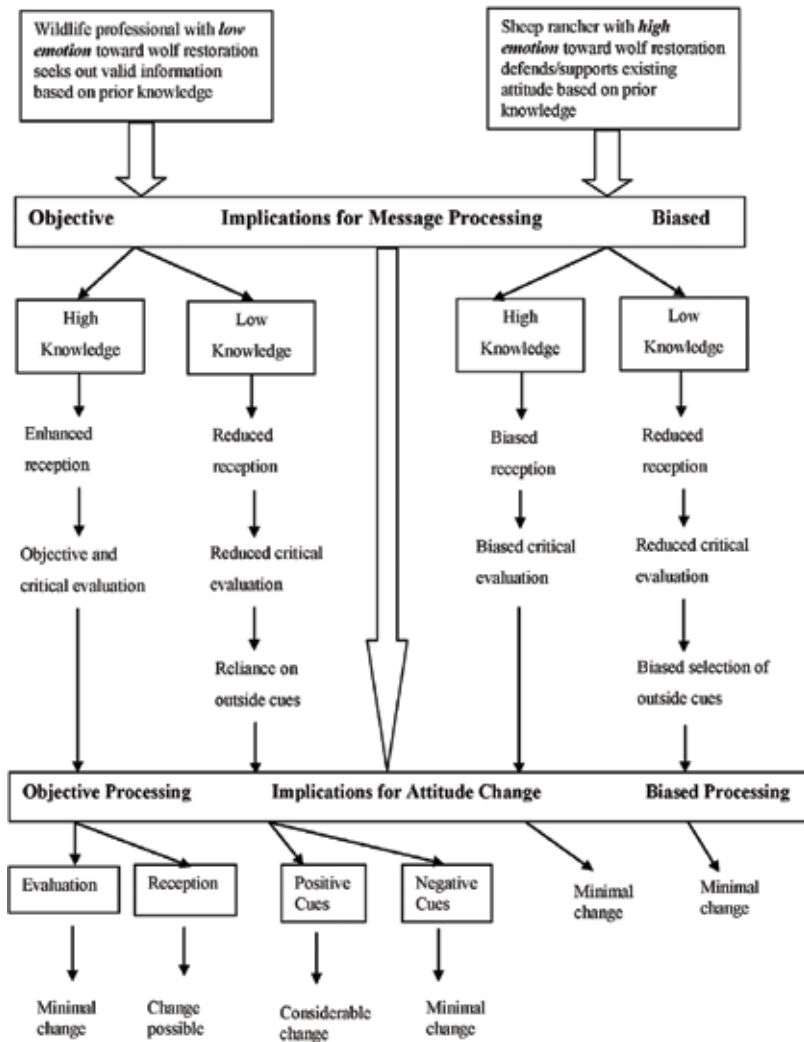 Wildlife professional with low
emotion toward wolf restoration
seeks out valid information
based on prior knowledge
Sheep rancher with high
emotion toward wolf restoration
defends/supports existing
attitude based on prior
knowledge
Objective Implications for Message Processing Biased
High
Knowledge
Low
Knowledge
High
Knowledge
Low
Knowledge
Enhanced
reception
Reduced
reception
Biased
reception
Reduced
reception
Objective and
critical evaluation
Reduced critical
evaluation
Biased critical
evaluation
Reduced critical
evaluation
Reliance on
outside cues
Biased selection of
outside cues
Objective Processing Implications for Attitude Change Biased Processing
Evaluation
Reception
Positive
Cues
Negative
Cues
Minimal
change
Minimal
change
Minimal
change
Change
possible
Considerable
change
Minimal
change